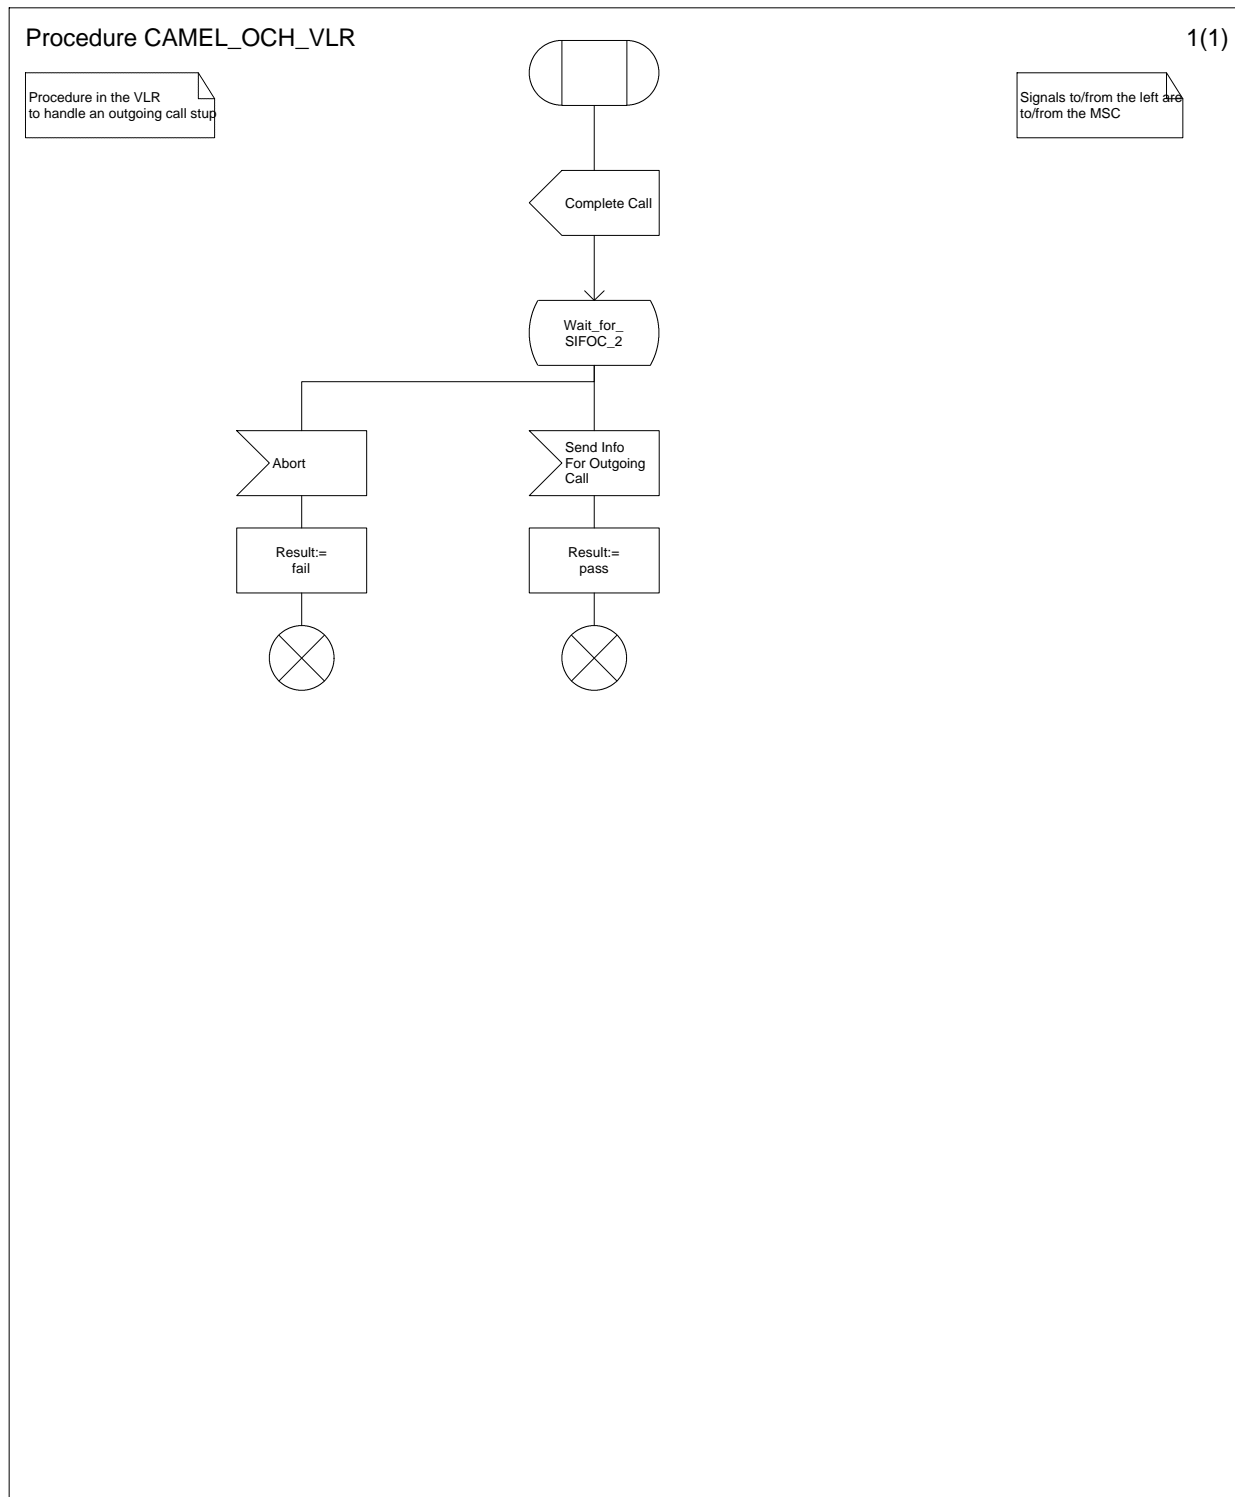 Procedure CAMEL_OCH_VLR
1(1)
Procedure in the VLR
to handle an outgoing call stup
Signals to/from the left are
to/from the MSC
Complete Call
Wait_for_
SIFOC_2
Abort
Send Info
For Outgoing
Call
Result:=
fail
Result:=
pass